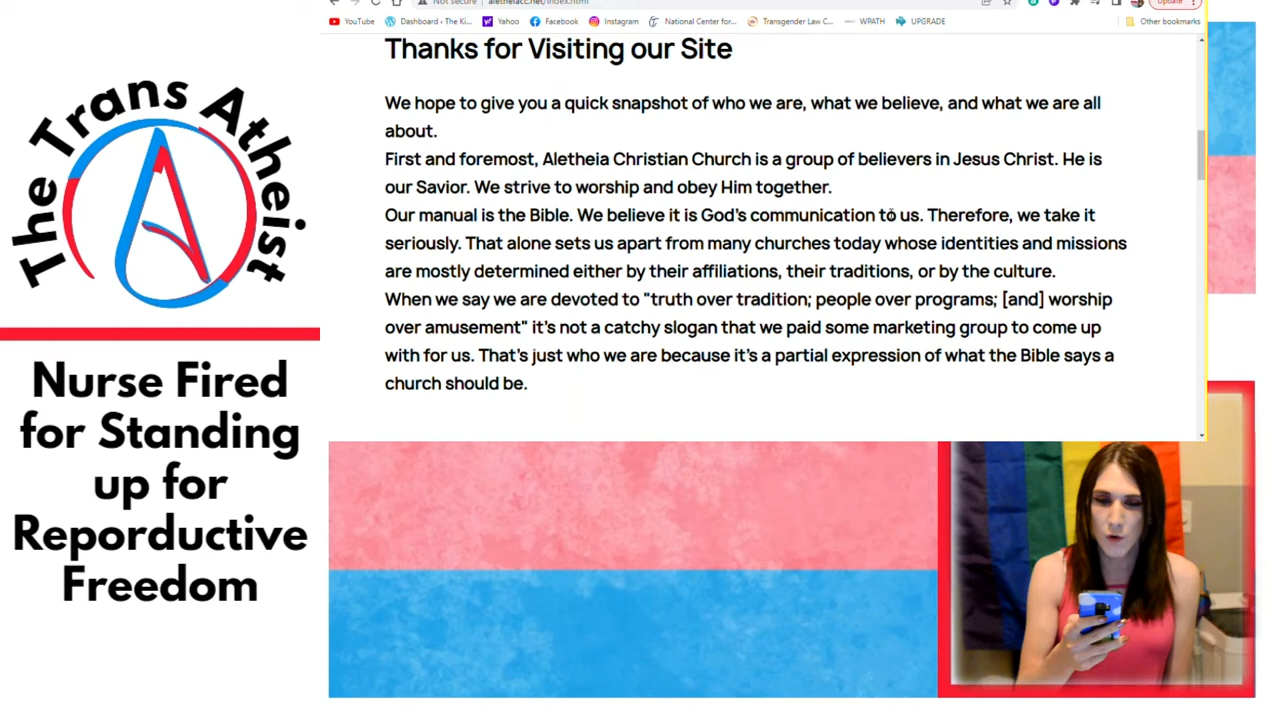 The Trans Atheist
Nurse Fired
for Standing
up for
Reporductive
Freedom
Not secure | aletheiacc.net/index.html
Update
YouTube Dashboard ‹ The Ki... Yahoo Facebook Instagram National Center for... Transgender Law C... WPATH UPGRADE Other bookmarks
Thanks for Visiting our Site
We hope to give you a quick snapshot of who we are, what we believe, and what we are all
about.
First and foremost, Aletheia Christian Church is a group of believers in Jesus Christ. He is
our Savior. We strive to worship and obey Him together.
Our manual is the Bible. We believe it is God's communication to us. Therefore, we take it
seriously. That alone sets us apart from many churches today whose identities and missions
are mostly determined either by their affiliations, their traditions, or by the culture.
When we say we are devoted to "truth over tradition; people over programs; [and] worship
over amusement" it's not a catchy slogan that we paid some marketing group to come up
with for us. That's just who we are because it's a partial expression of what the Bible says a
church should be.